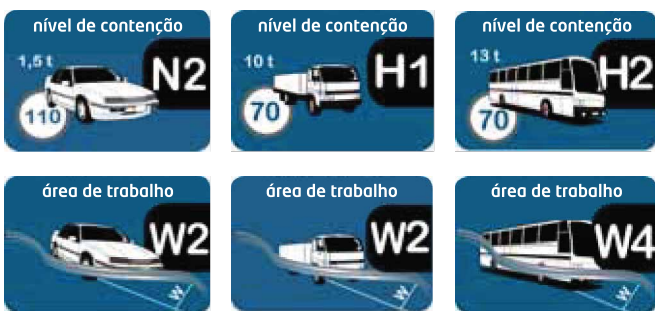 nível de contenção
1,5 t
N2
110
nível de contenção
10 t
H1
70
nível de contenção
13 t
H2
70
área de trabalho
W2
W
área de trabalho
W2
W
área de trabalho
W4
W